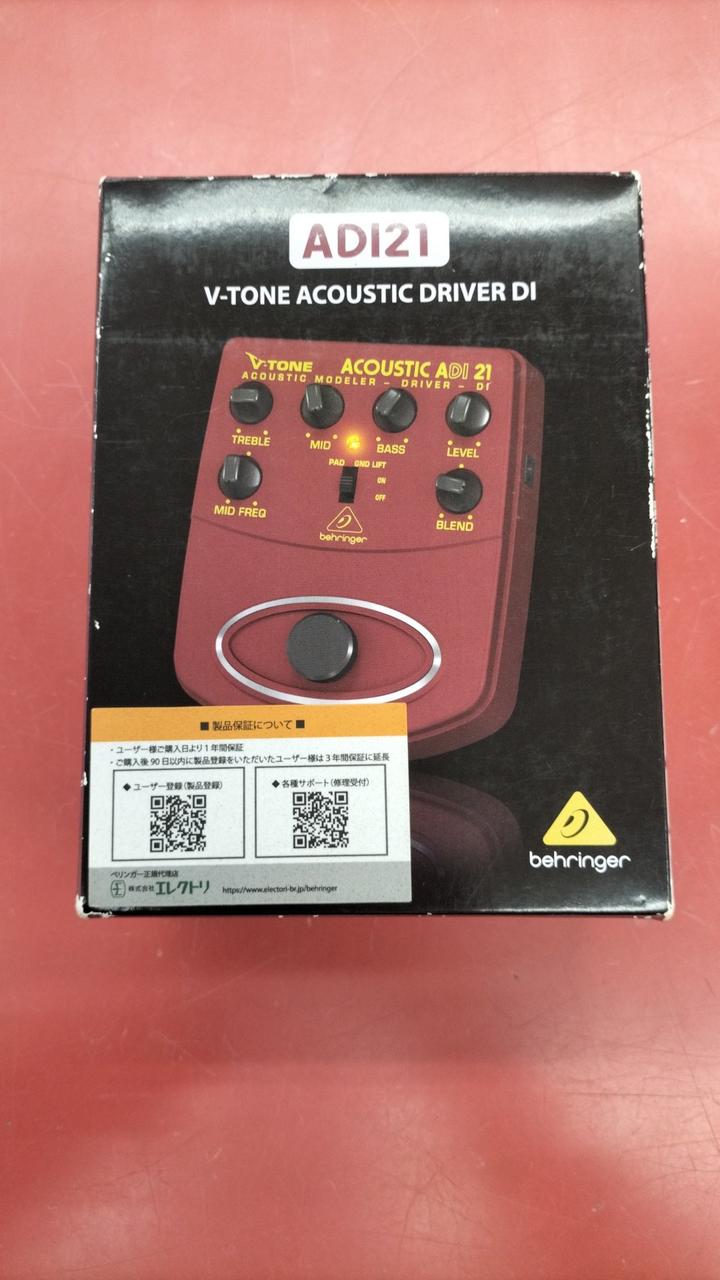 ADI21
V-TONE ACOUSTIC DRIVER DI
V-TONE ACOUSTIC ADI 21
ACOUSTIC MODELER - DRIVER - DI
TREBLE MID BASS LEVEL
PAD GND LIFT
ON
OFF
MID FREQ BLEND
behringer
■ 製品保証について ■
・ユーザー様ご購入日より1年間保証
・ご購入後90日以内に製品登録をいただいたユーザー様は3年間保証に延長
◆ ユーザー登録(製品登録) ◆ 各種サポート(修理受付)
ベリンガー正規代理店
株式会社エレクトリ https://www.electori-br.jp/behringer
behringer